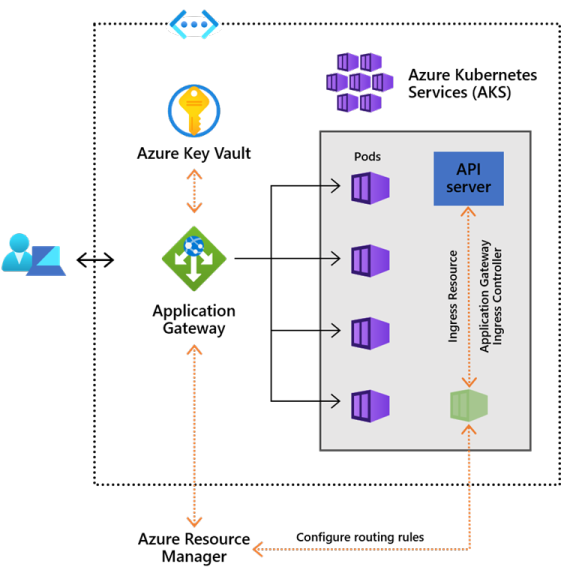 Azure Kubernetes
Services (AKS)
Azure Key Vault
Pods
API
server
Ingress Resource
Application Gateway
Ingress Controller
Application
Gateway
Azure Resource
Manager
Configure routing rules